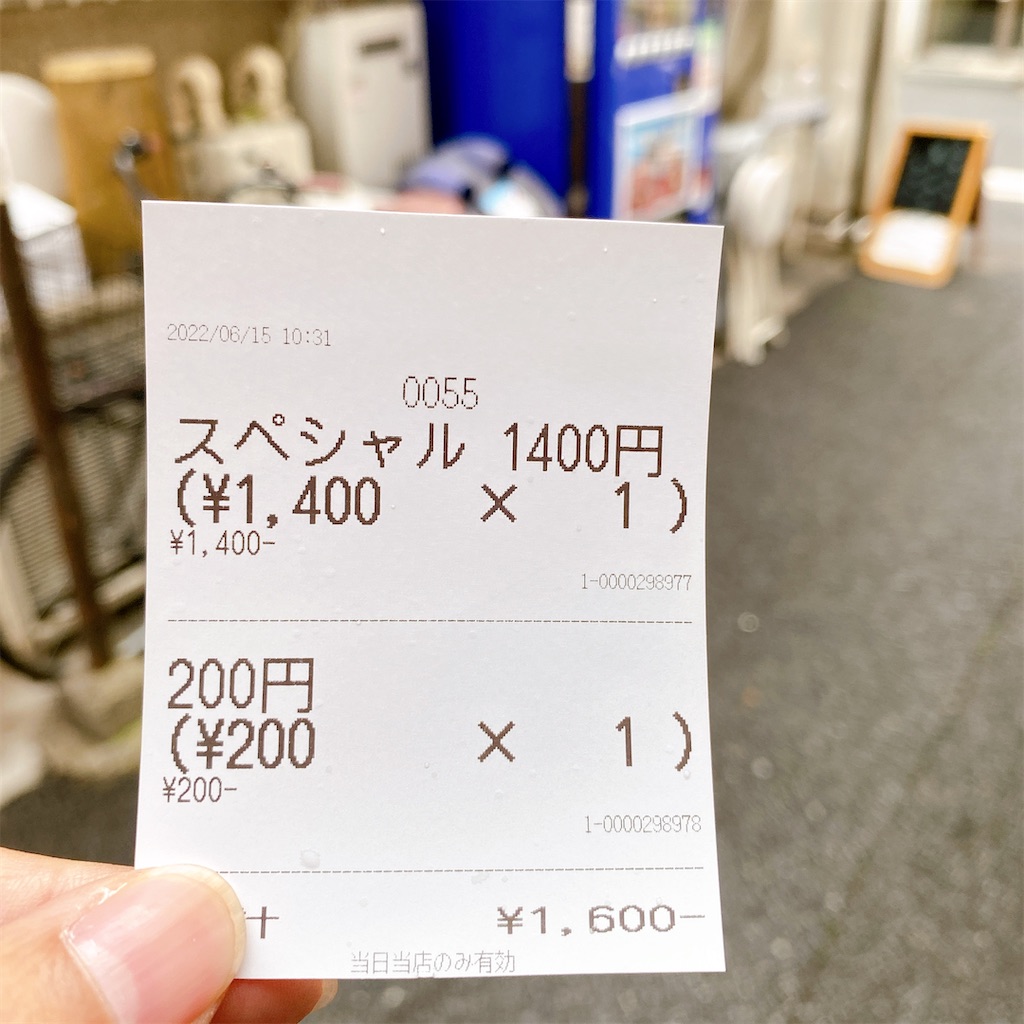 2022/06/15 10:31
0055
スペシャル 1400円
(¥1,400 × 1)
¥1,400-
1-0000298977
200円
(¥200 × 1)
¥200-
1-0000298978
計 ¥1,600-
当日当店のみ有効